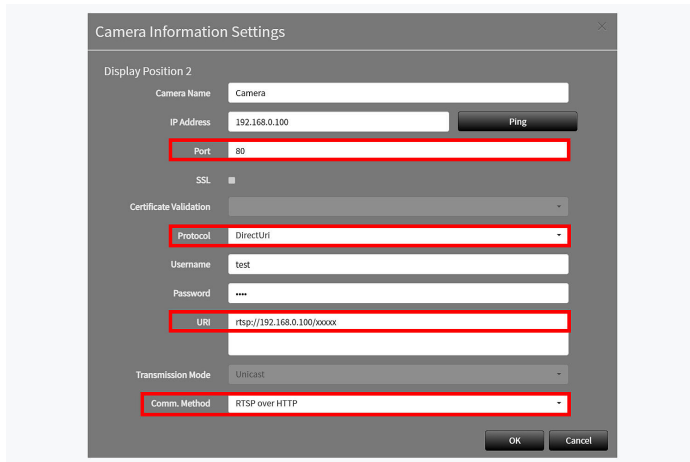 Camera Information Settings
Display Position 2
Camera Name Camera
IP Address 192.168.0.100 Ping
Port 80
SSL
Certificate Validation
Protocol DirectUri
Username test
Password ••••
URI rtsp://192.168.0.100/xxxxx
Transmission Mode Unicast
Comm. Method RTSP over HTTP
OK Cancel